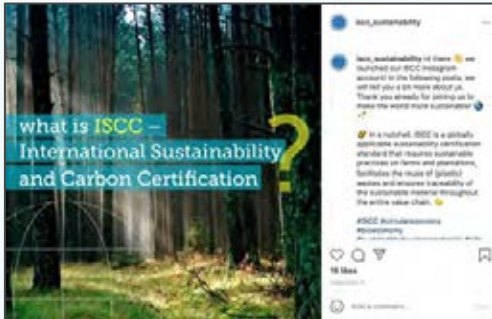 what is ISCC –
International Sustainability
and Carbon Certification
?
iscc_sustainability
iscc_sustainability Hi there 👋 we
launched our ISCC Instagram
account! In the following posts, we
will tell you a bit more about us.
Thank you already for joining us to
make the world more sustainable!
In a nutshell, ISCC is a globally
applicable sustainability certification
standard that requires sustainable
practices on farms and plantations,
facilitates the reuse of (plastic)
wastes and ensures traceability of
the sustainable material throughout
the entire value chain.
#ISCC #circulareconomy
#bioeconomy
16 likes
Add a comment...